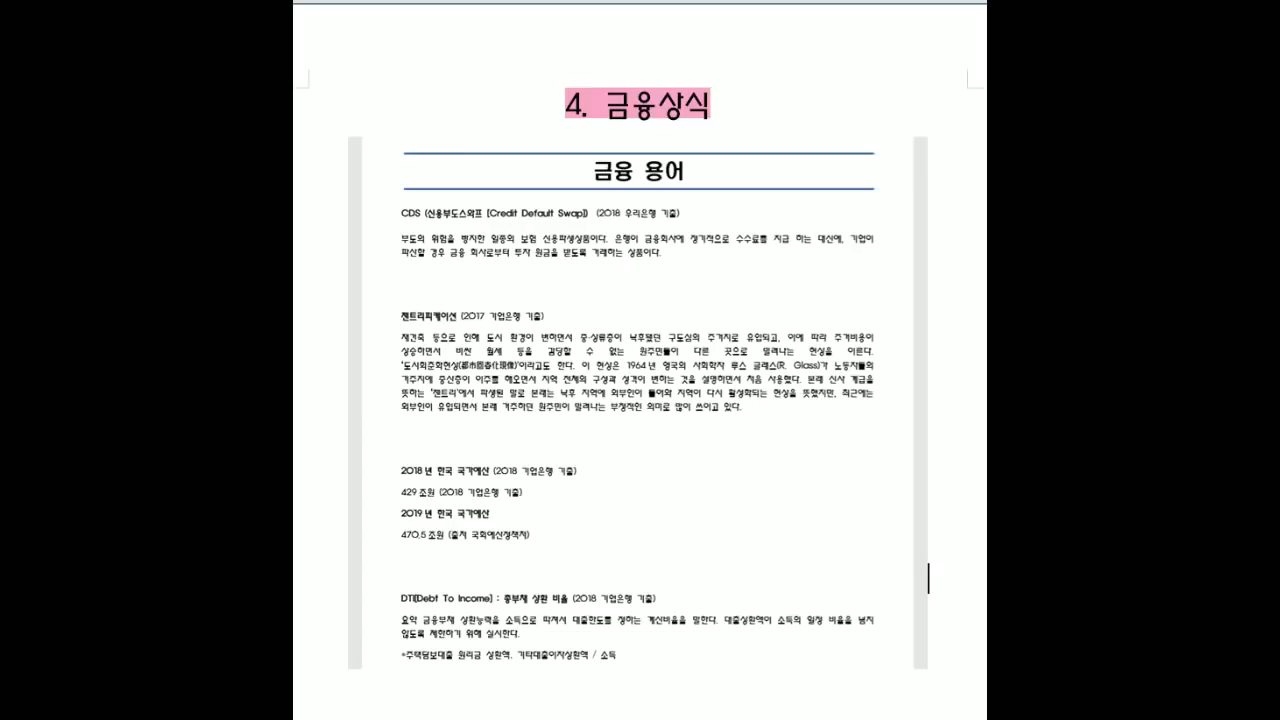 4. 금융상식
금융 용어
CDS (신용부도스와프 [Credit Default Swap]) (2018 우리은행 기출)
부도의 위험을 방지한 일종의 보험 신용파생상품이다. 은행이 금융회사에 정기적으로 수수료를 지급 하는 대신에, 기업이
파산할 경우 금융 회사로부터 투자 원금을 받도록 거래하는 상품이다.
젠트리피케이션 (2017 기업은행 기출)
재건축 등으로 인해 도시 환경이 변하면서 중·상류층이 낙후됐던 구도심의 주거지로 유입되고, 이에 따라 주거비용이
상승하면서 비싼 월세 등을 감당할 수 없는 원주민들이 다른 곳으로 밀려나는 현상을 이른다.
'도시회춘화현상(都市回春化現像)'이라고도 한다. 이 현상은 1964년 영국의 사회학자 루스 글래스(R. Glass)가 노동자들의
거주지에 중산층이 이주를 해오면서 지역 전체의 구성과 성격이 변하는 것을 설명하면서 처음 사용했다. 본래 신사 계급을
뜻하는 '젠트리'에서 파생된 말로 본래는 낙후 지역에 외부인이 들어와 지역이 다시 활성화되는 현상을 뜻했지만, 최근에는
외부인이 유입되면서 본래 거주하던 원주민이 밀려나는 부정적인 의미로 많이 쓰이고 있다.
2018년 한국 국가예산 (2018 기업은행 기출)
429조원 (2018 기업은행 기출)
2019년 한국 국가예산
470.5조원 (출처 국회예산정책처)
DTI[Debt To Income] : 총부채 상환 비율 (2018 기업은행 기출)
요약 금융부채 상환능력을 소득으로 따져서 대출한도를 정하는 계산비율을 말한다. 대출상환액이 소득의 일정 비율을 넘지
않도록 제한하기 위해 실시한다.
*주택담보대출 원리금 상환액, 기타대출이자상환액 / 소득